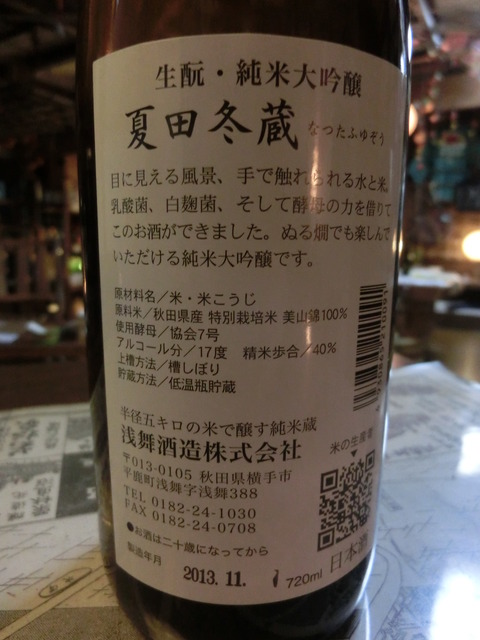 生酛・純米大吟醸
夏田冬蔵 なつたふゆぞう
目に見える風景、手で触れられる水と米。
乳酸菌、白麹菌、そして酵母の力を借りて
このお酒ができました。ぬる燗でも楽しんで
いただける純米大吟醸です。
原材料名/米・米こうじ
原料米/秋田県産 特別栽培米 美山錦100%
使用酵母/協会7号
アルコール分/17度 精米歩合/40%
上槽方法/槽しぼり
貯蔵方法/低温瓶貯蔵
半径五キロの米で醸す純米蔵
浅舞酒造株式会社
〒013-0105 秋田県横手市
平鹿町浅舞字浅舞388
TEL 0182-24-1030
FAX 0182-24-0708
●お酒は二十歳になってから
製造年月 2013.11. 720ml
米の生産者
▼
日本酒